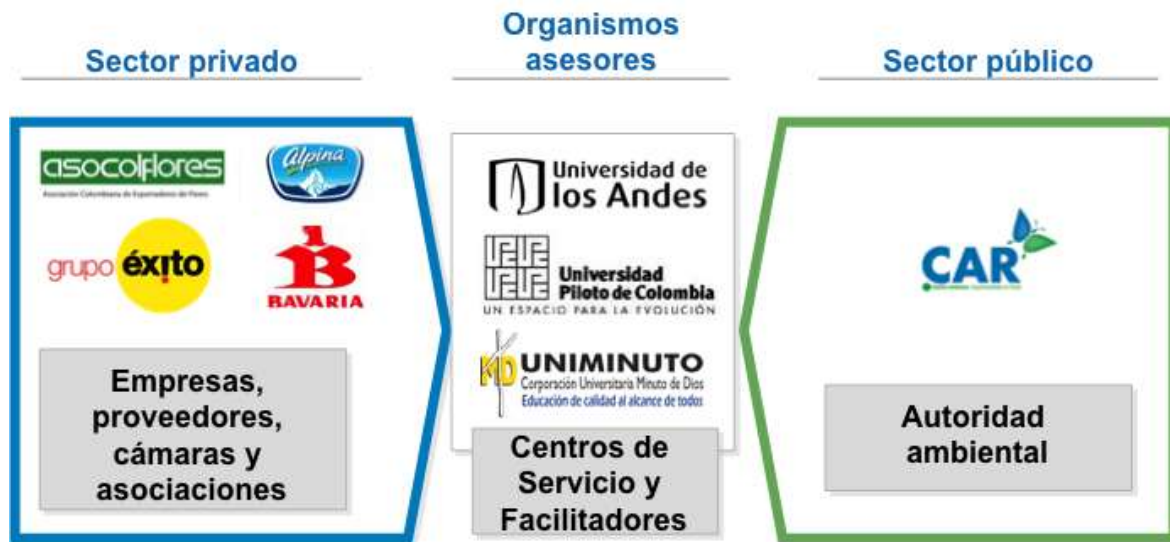 Sector privado
Organismos
asesores
Sector público
asocolflores
Asociación Colombiana de Exportadores de Flores
Alpina
grupo éxito
BAVARIA
Empresas,
proveedores,
cámaras y
asociaciones
Universidad de
los Andes
Universidad
Piloto de Colombia
UN ESPACIO PARA LA EVOLUCIÓN
MD UNIMINUTO
Corporación Universitaria Minuto de Dios
Educación de calidad al alcance de todos
Centros de
Servicio y
Facilitadores
CAR
Autoridad
ambiental